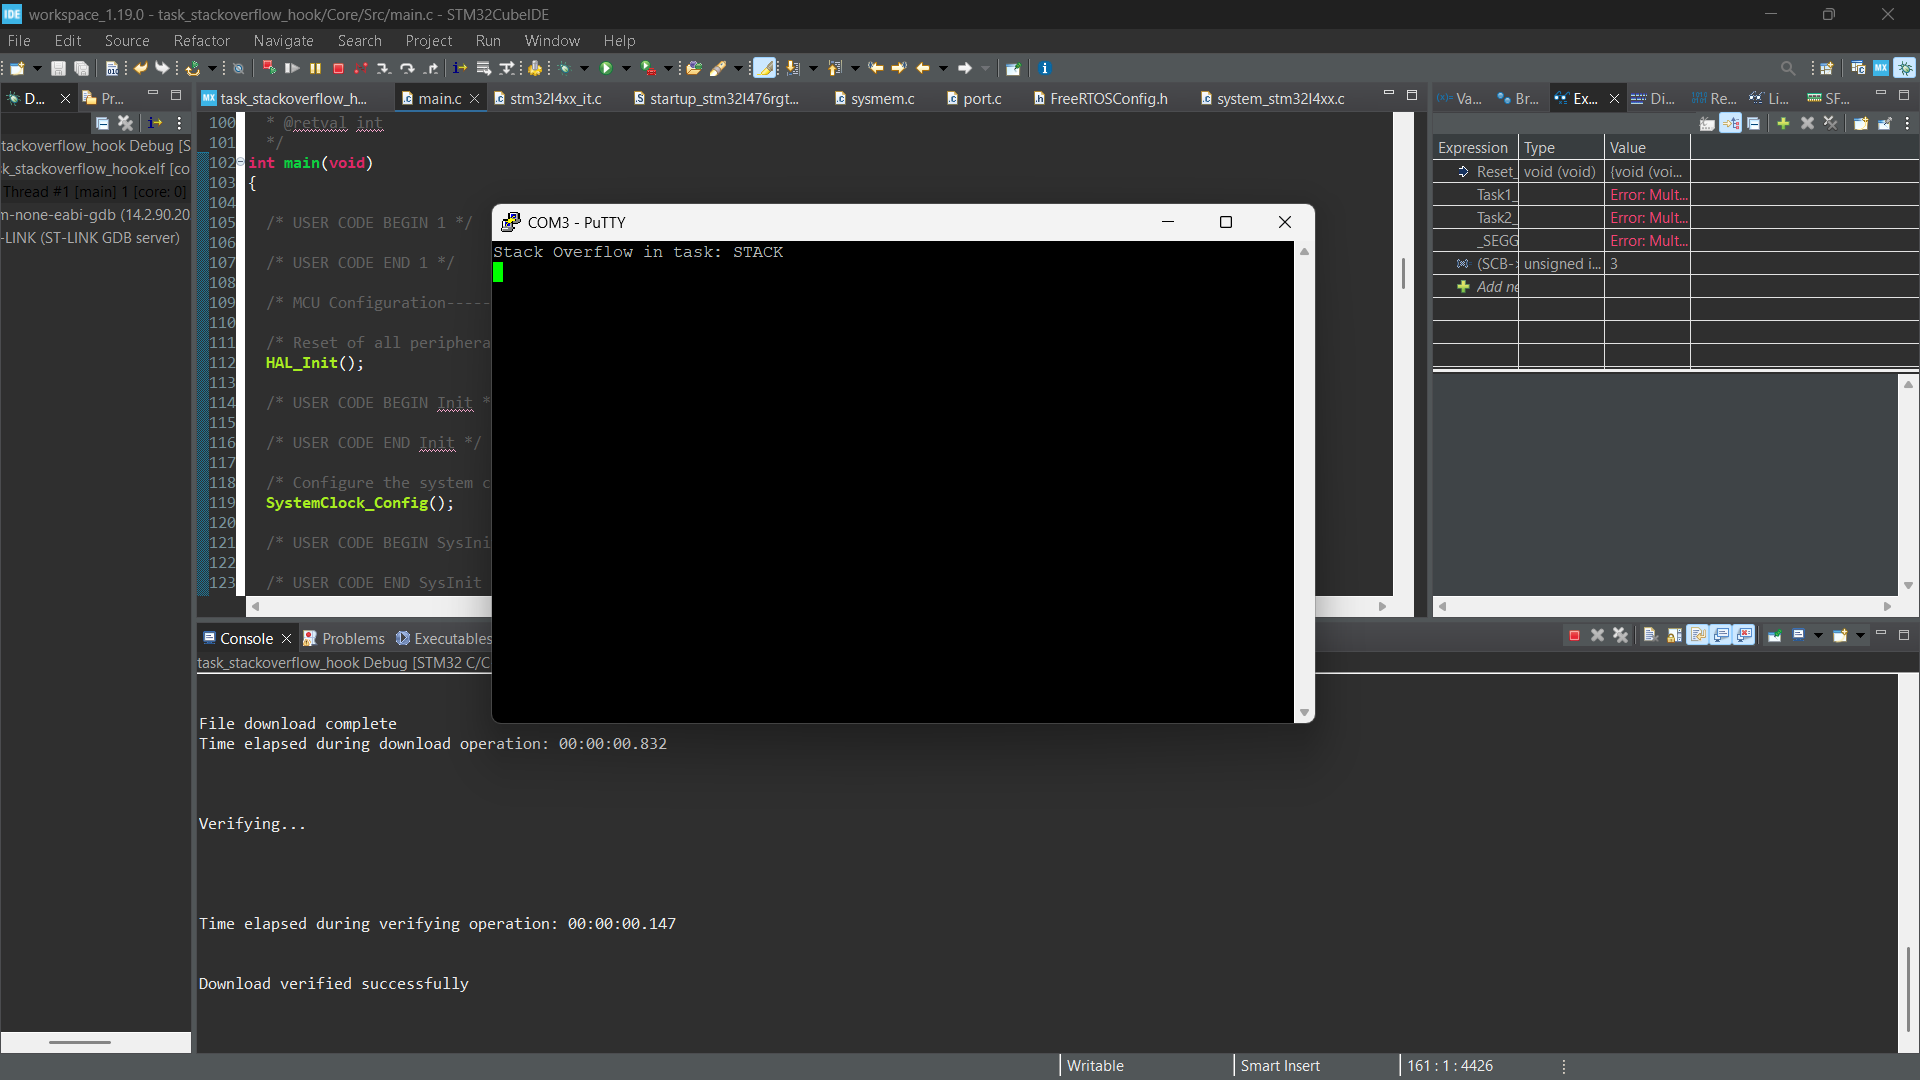 workspace_1.19.0 - task_stackoverflow_hook/Core/Src/main.c - STM32CubeIDE
File Edit Source Refactor Navigate Search Project Run Window Help
D... Pr...
tackoverflow_hook Debug [S
k_stackoverflow_hook.elf [co
Thread #1 [main] 1 [core: 0]
n-none-eabi-gdb (14.2.90.20
-LINK (ST-LINK GDB server)
task_stackoverflow_h... main.c stm32l4xx_it.c startup_stm32l476rgt... sysmem.c port.c FreeRTOSConfig.h system_stm32l4xx.c
100 * @retval int
101 */
102 int main(void)
103 {
104
105 /* USER CODE BEGIN 1 */
106
107 /* USER CODE END 1 */
108
109 /* MCU Configuration-----
110
111 /* Reset of all periphera
112 HAL_Init();
113
114 /* USER CODE BEGIN Init *
115
116 /* USER CODE END Init */
117
118 /* Configure the system c
119 SystemClock_Config();
120
121 /* USER CODE BEGIN SysIni
122
123 /* USER CODE END SysInit
COM3 - PuTTY
Stack Overflow in task: STACK
Va... Br... Ex... Di... Re... Li... SF...
Expression Type Value
Reset_ void (void) {void (voi...
Task1_ Error: Mult...
Task2_ Error: Mult...
_SEGG Error: Mult...
(SCB-> unsigned i... 3
Add ne
Console Problems Executables
task_stackoverflow_hook Debug [STM32 C/C
File download complete
Time elapsed during download operation: 00:00:00.832
Verifying...
Time elapsed during verifying operation: 00:00:00.147
Download verified successfully
Writable Smart Insert 161 : 1 : 4426